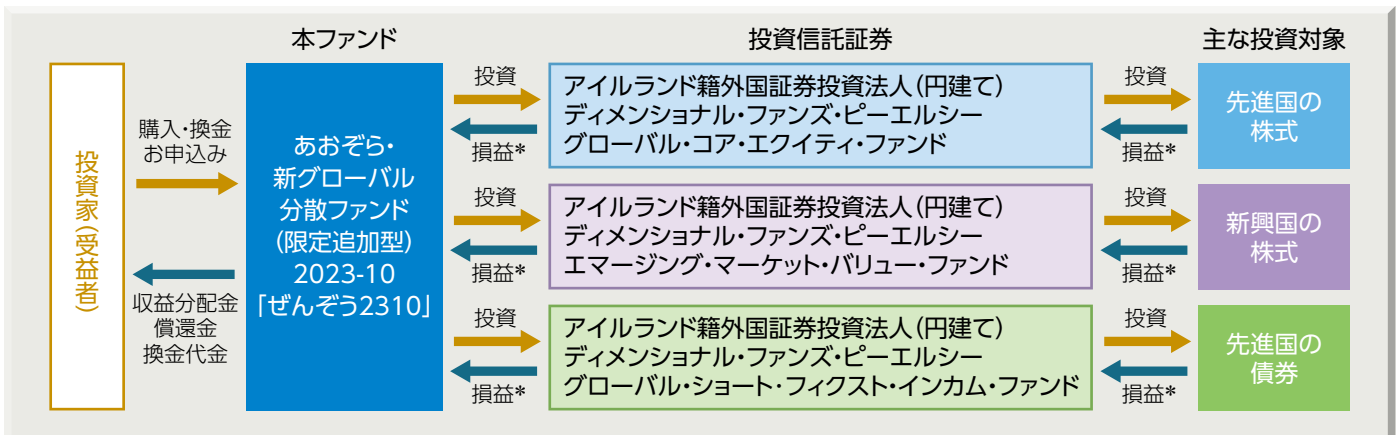 本ファンド
投資信託証券
主な投資対象
投資家(受益者)
購入・換金
お申込み
収益分配金
償還金
換金代金
あおぞら・
新グローバル
分散ファンド
(限定追加型)
2023-10
「ぜんぞう2310」
投資
損益*
アイルランド籍外国証券投資法人(円建て)
ディメンショナル・ファンズ・ピーエルシー
グローバル・コア・エクイティ・ファンド
投資
損益*
先進国の
株式
投資
損益*
アイルランド籍外国証券投資法人(円建て)
ディメンショナル・ファンズ・ピーエルシー
エマージング・マーケット・バリュー・ファンド
投資
損益*
新興国の
株式
投資
損益*
アイルランド籍外国証券投資法人(円建て)
ディメンショナル・ファンズ・ピーエルシー
グローバル・ショート・フィクスト・インカム・ファンド
投資
損益*
先進国の
債券